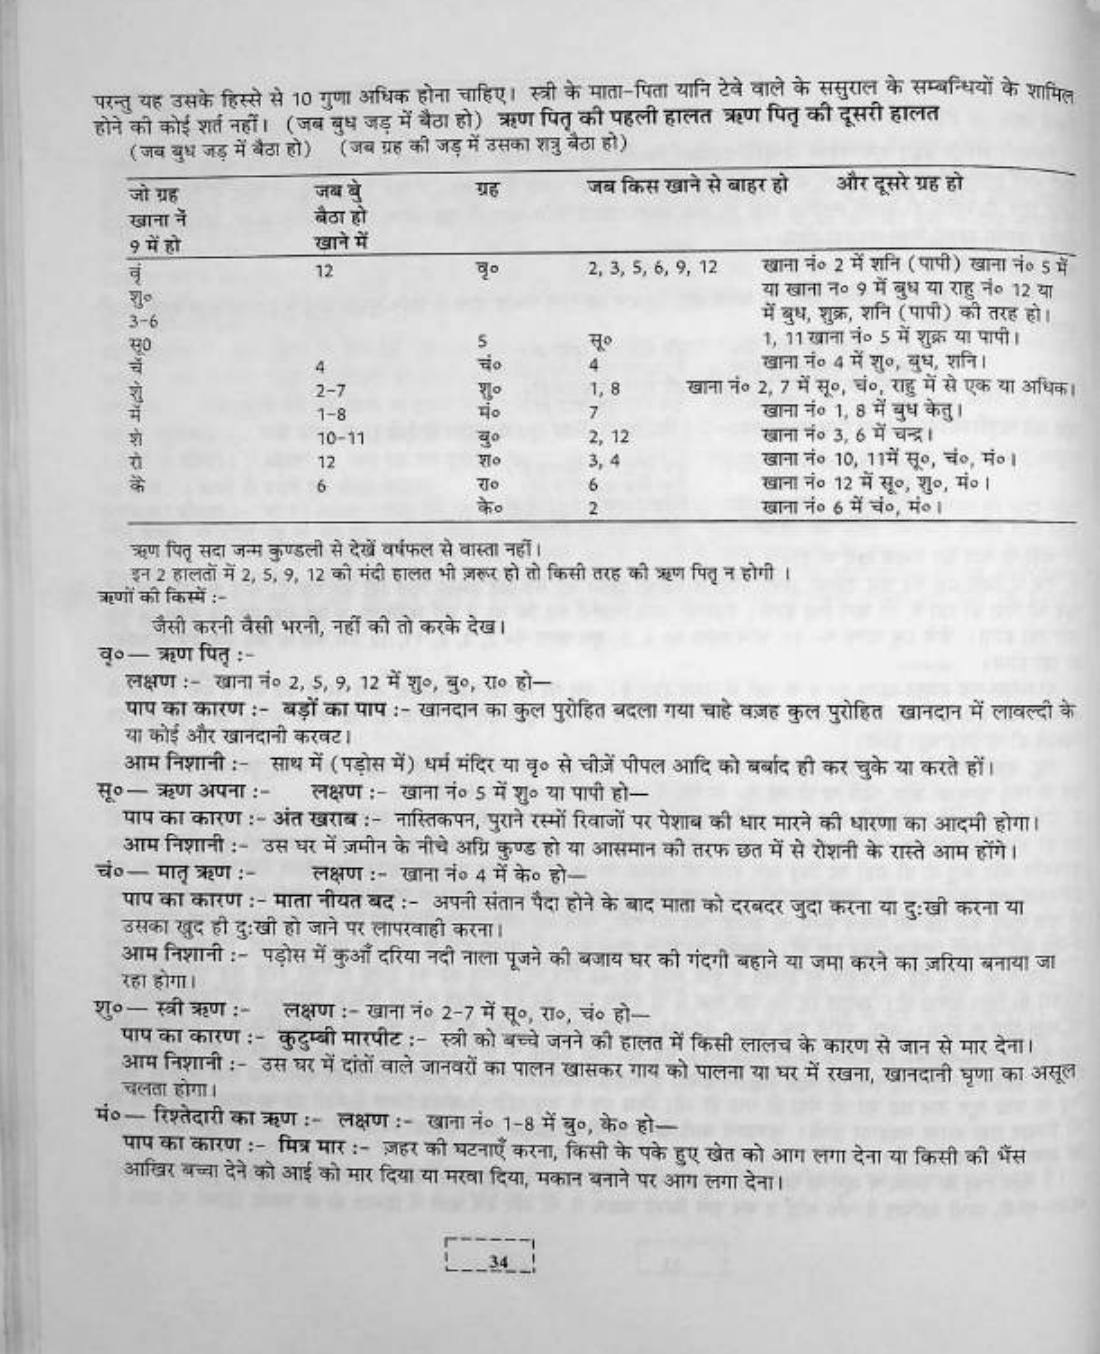 परन्तु यह उसके हिस्से से 10 गुणा अधिक होना चाहिए। स्त्री के माता-पिता यानि टेवे वाले के ससुराल के सम्बन्धियों के शामिल
होने की कोई शर्त नहीं। (जब बुध जड़ में बैठा हो) ऋण पितृ की पहली हालत ऋण पितृ की दूसरी हालत
(जब बुध जड़ में बैठा हो) (जब ग्रह की जड़ में उसका शत्रु बैठा हो)
जो ग्रह जब बु ग्रह जब किस खाने से बाहर हो और दूसरे ग्रह हो
खाना नें बैठा हो
9 में हो खाने में
वृं 12 वृ० 2, 3, 5, 6, 9, 12 खाना नं० 2 में शनि (पापी) खाना नं० 5 में
शु० या खाना न० 9 में बुध या राहु नं० 12 या
3-6 में बुध, शुक्र, शनि (पापी) की तरह हो।
सू0 5 सू० 1, 11 खाना नं० 5 में शुक्र या पापी।
चें 4 चं० 4 खाना नं० 4 में शु०, बुध, शनि।
शु 2-7 शु० 1, 8 खाना नं० 2, 7 में सू०, चं०, राहु में से एक या अधिक।
में 1-8 मं० 7 खाना नं० 1, 8 में बुध केतु।
शे 10-11 बु० 2, 12 खाना नं० 3, 6 में चन्द्र।
रो 12 श० 3, 4 खाना नं० 10, 11में सू०, चं०, मं०।
कें 6 रा० 6 खाना नं० 12 में सू०, शु०, मं०।
के० 2 खाना नं० 6 में चं०, मं०।
ऋण पितृ सदा जन्म कुण्डली से देखें वर्षफल से वास्ता नहीं।
इन 2 हालतों में 2, 5, 9, 12 की मंदी हालत भी ज़रूर हो तो किसी तरह की ऋण पितृ न होगी ।
ऋणों की किस्में :-
जैसी करनी वैसी भरनी, नहीं की तो करके देख।
वृ०— ऋण पितृ :-
लक्षण :- खाना नं० 2, 5, 9, 12 में शु०, बु०, रा० हो—
पाप का कारण :- बड़ों का पाप :- खानदान का कुल पुरोहित बदला गया चाहे वज़ह कुल पुरोहित खानदान में लावल्दी के
या कोई और खानदानी करवट।
आम निशानी :- साथ में (पड़ोस में) धर्म मंदिर या वृ० से चीज़ें पीपल आदि को बर्बाद ही कर चुके या करते हों।
सू०— ऋण अपना :- लक्षण :- खाना नं० 5 में शु० या पापी हो—
पाप का कारण :- अंत खराब :- नास्तिकपन, पुराने रस्मों रिवाजों पर पेशाब की धार मारने की धारणा का आदमी होगा।
आम निशानी :- उस घर में ज़मीन के नीचे अग्नि कुण्ड हो या आसमान की तरफ छत में से रोशनी के रास्ते आम होंगे।
चं०— मातृ ऋण :- लक्षण :- खाना नं० 4 में के० हो—
पाप का कारण :- माता नीयत बद :- अपनी संतान पैदा होने के बाद माता को दरबदर जुदा करना या दुःखी करना या
उसका खुद ही दुःखी हो जाने पर लापरवाही करना।
आम निशानी :- पड़ोस में कुआँ दरिया नदी नाला पूजने की बजाय घर की गंदगी बहाने या जमा करने का ज़रिया बनाया जा
रहा होगा।
शु०— स्त्री ऋण :- लक्षण :- खाना नं० 2-7 में सू०, रा०, चं० हो—
पाप का कारण :- कुटुम्बी मारपीट :- स्त्री को बच्चे जनने की हालत में किसी लालच के कारण से जान से मार देना।
आम निशानी :- उस घर में दांतों वाले जानवरों का पालन खासकर गाय को पालना या घर में रखना, खानदानी घृणा का असूल
चलता होगा।
मं०— रिश्तेदारी का ऋण :- लक्षण :- खाना नं० 1-8 में बु०, के० हो—
पाप का कारण :- मित्र मार :- ज़हर की घटनाएँ करना, किसी के पके हुए खेत को आग लगा देना या किसी की भैंस
आखिर बच्चा देने को आई को मार दिया या मरवा दिया, मकान बनाने पर आग लगा देना।
34